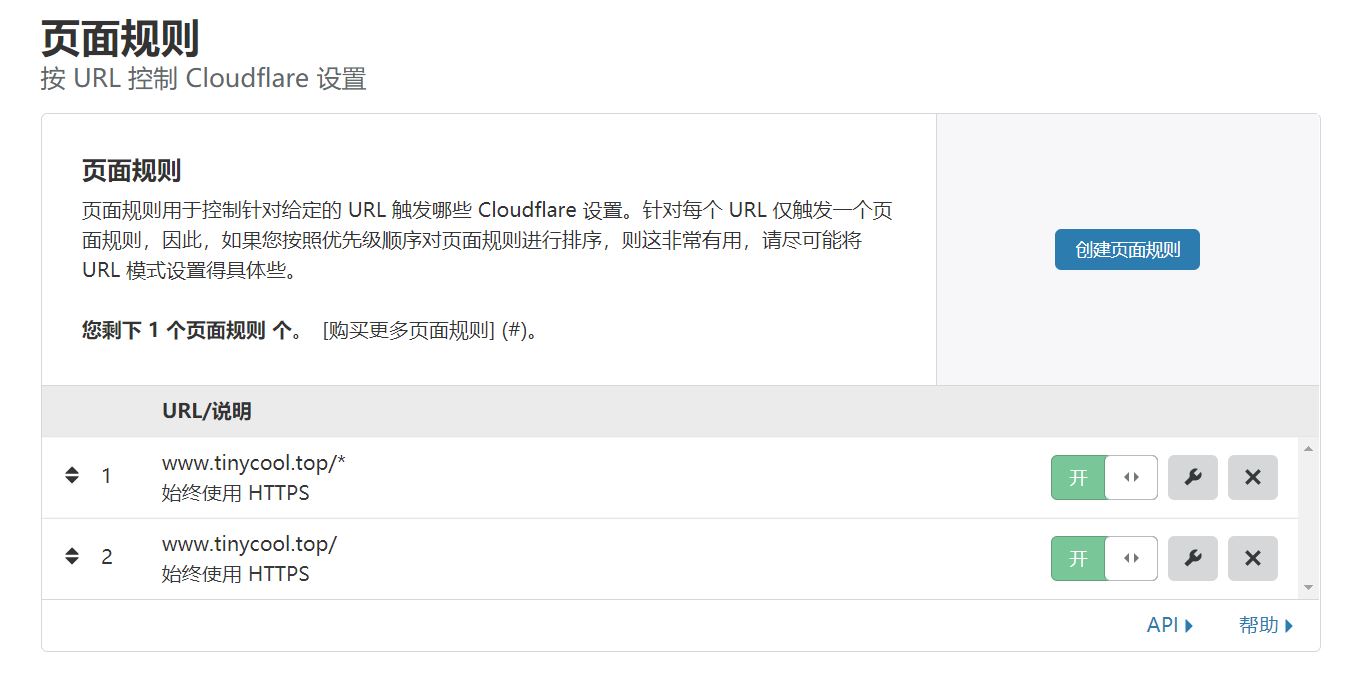 页面规则
按 URL 控制 Cloudflare 设置
页面规则
页面规则用于控制针对给定的 URL 触发哪些 Cloudflare 设置。针对每个 URL 仅触发一个页
面规则，因此，如果您按照优先级顺序对页面规则进行排序，则这非常有用，请尽可能将
URL 模式设置得具体些。
创建页面规则
您剩下 1 个页面规则 个。 [购买更多页面规则] (#)。
URL/说明
1 www.tinycool.top/* 开
始终使用 HTTPS
2 www.tinycool.top/ 开
始终使用 HTTPS
API 帮助